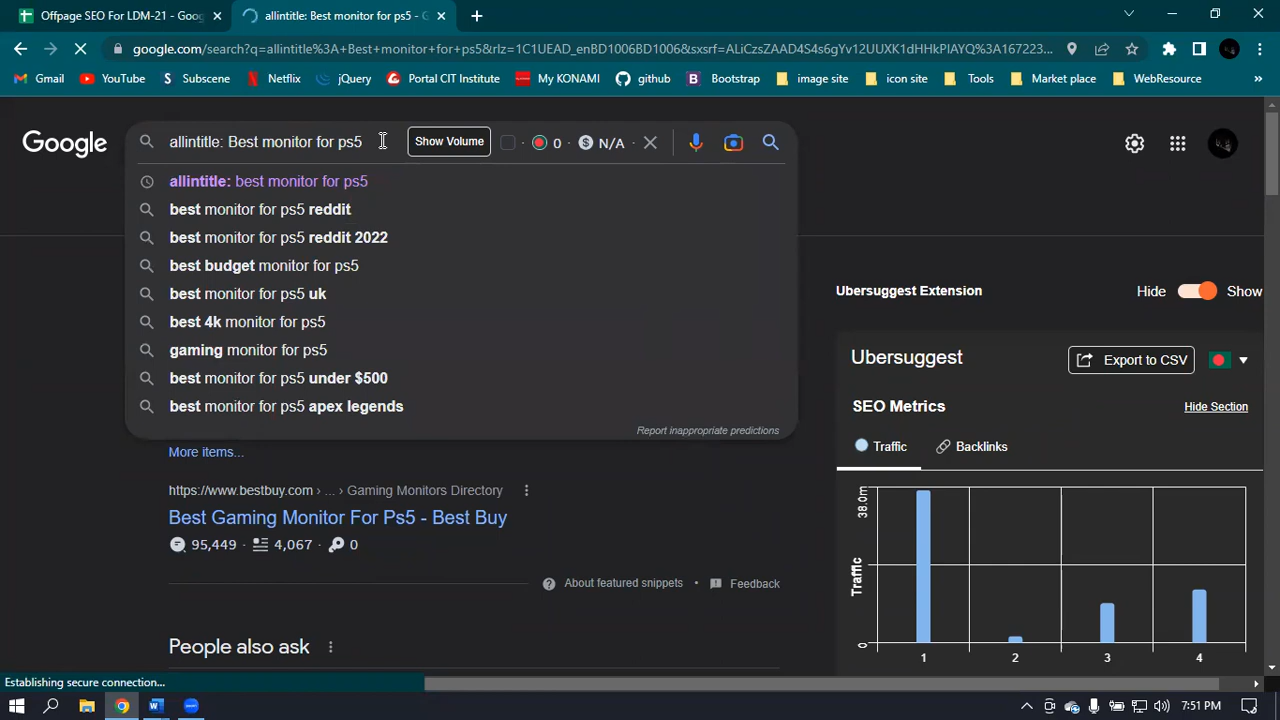 Offpage SEO For LDM-21 - Goo
allintitle: Best monitor for ps5 - G
google.com/search?q=allintitle%3A+Best+monitor+for+ps5&rlz=1C1UEAD_enBD1006BD1006&sxsrf=ALiCzsZAAD4S4s6gYv12UUXK1dHHkPlAYQ%3A167223...
Gmail YouTube Subscene Netflix jQuery Portal CIT Institute My KONAMI github Bootstrap image site icon site Tools Market place WebResource »
Google
allintitle: Best monitor for ps5
Show Volume
0 · $ N/A
allintitle: best monitor for ps5
best monitor for ps5 reddit
best monitor for ps5 reddit 2022
best budget monitor for ps5
best monitor for ps5 uk
best 4k monitor for ps5
gaming monitor for ps5
best monitor for ps5 under $500
best monitor for ps5 apex legends
Report inappropriate predictions
More items...
https://www.bestbuy.com › ... › Gaming Monitors Directory
Best Gaming Monitor For Ps5 - Best Buy
95,449 · 4,067 · 0
About featured snippets • Feedback
People also ask
Ubersuggest Extension
Hide Show
Ubersuggest
Export to CSV
SEO Metrics
Hide Section
Traffic Backlinks
38.0m
Traffic
0
1 2 3 4
Establishing secure connection...
7:51 PM